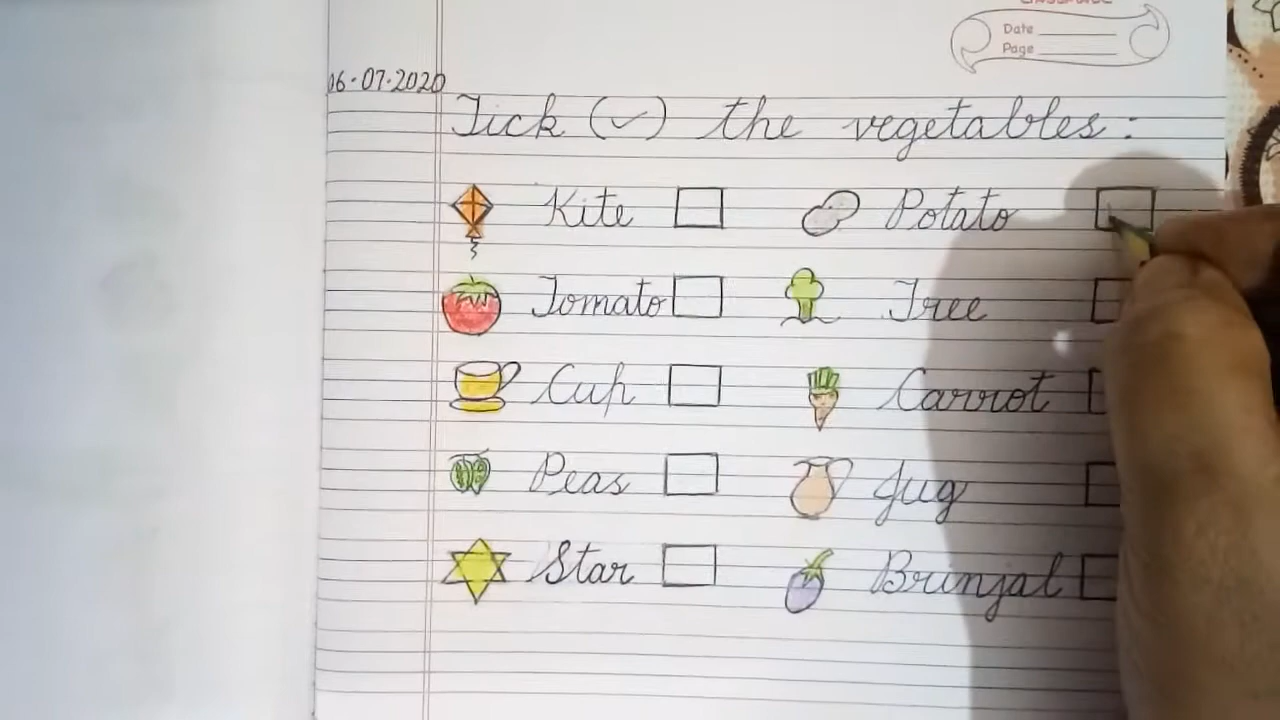 Date
Page
06.07.2020
Tick (✓) the vegetables:
Kite Potato
Tomato Tree
Cup Carrot
Peas Jug
Star Brinjal